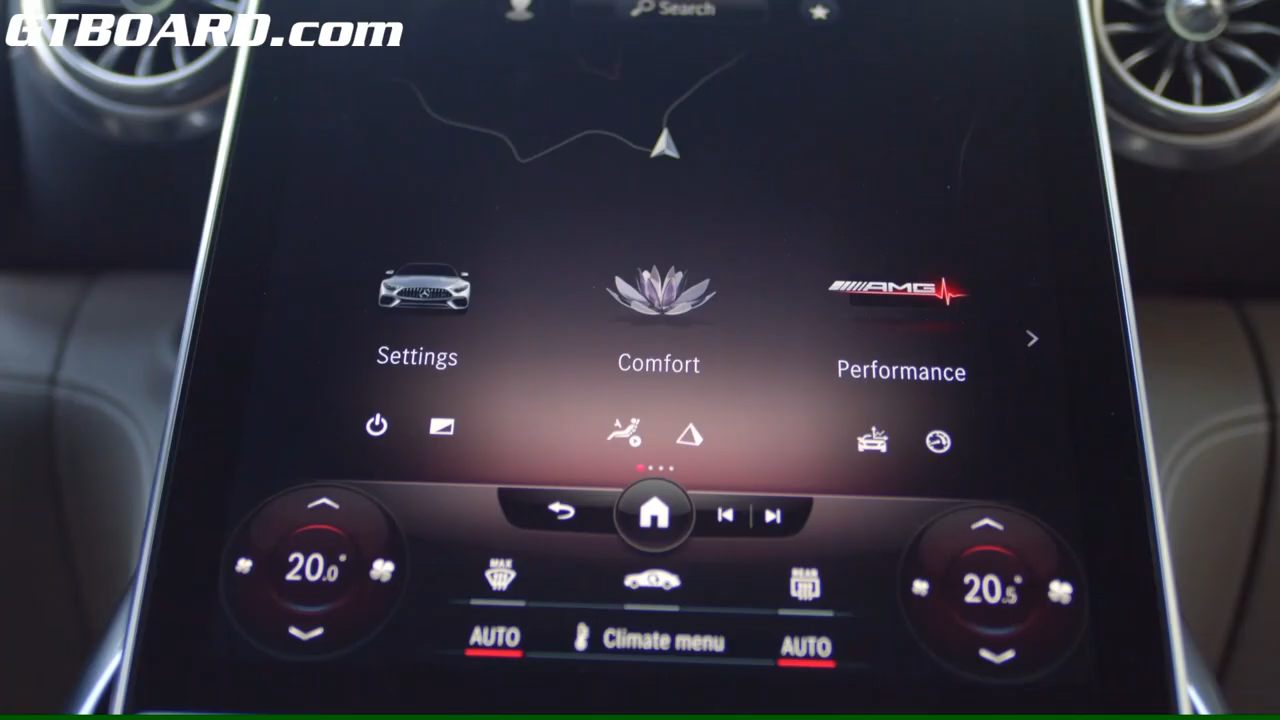 GTBOARD.com
Search
AMG
Settings
Comfort
Performance
20.0°
20.5°
MAX
REAR
AUTO
Climate menu
AUTO